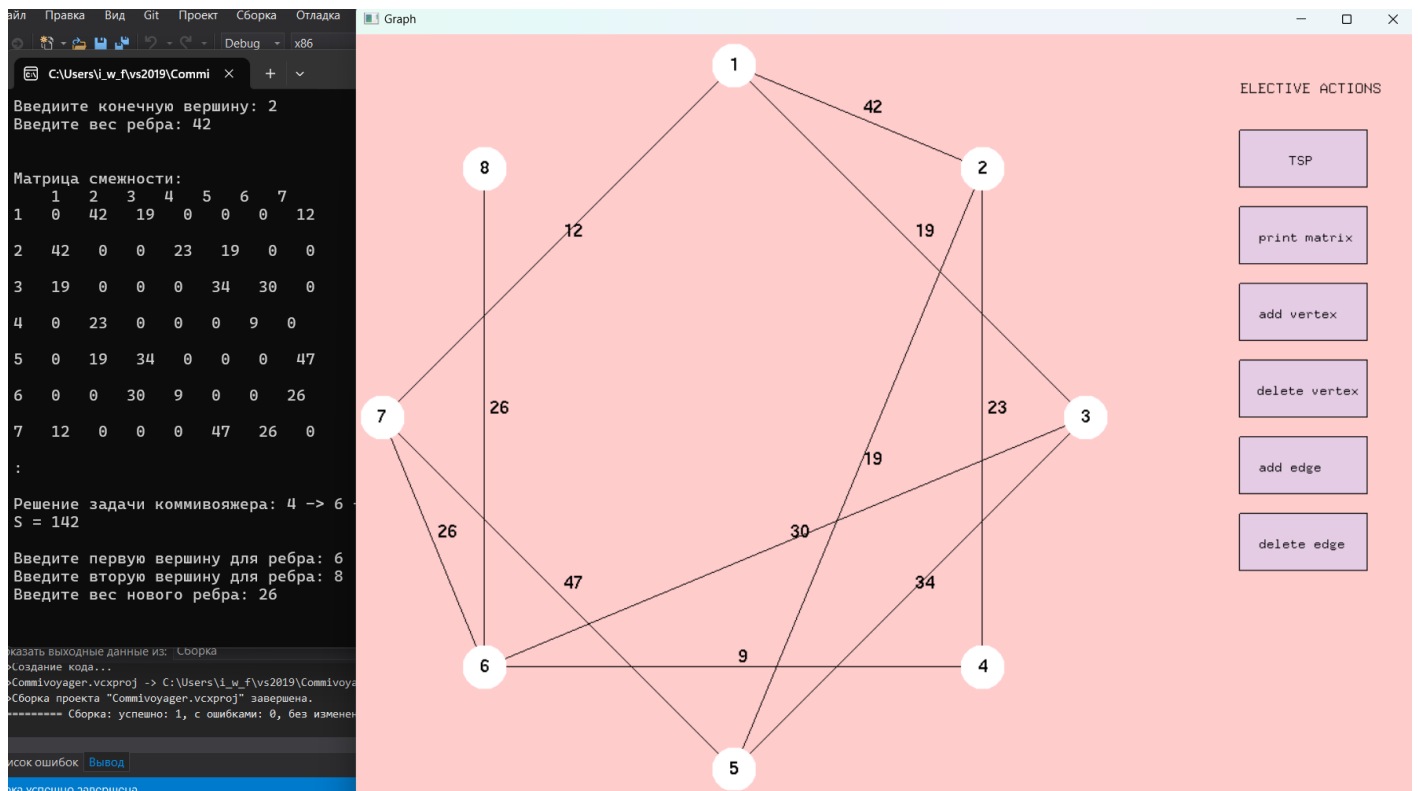 Правка Вид Git Проект Сборка Отладка
Debug x86
C:\Users\i_w_f\vs2019\Commi
Введиите конечную вершину: 2
Введите вес ребра: 42
Матрица смежности:
1 2 3 4 5 6 7
1 0 42 19 0 0 0 12
2 42 0 0 23 19 0 0
3 19 0 0 0 34 30 0
4 0 23 0 0 0 9 0
5 0 19 34 0 0 0 47
6 0 0 30 9 0 0 26
7 12 0 0 0 47 26 0
:
Решение задачи коммивояжера: 4 -> 6
S = 142
Введите первую вершину для ребра: 6
Введите вторую вершину для ребра: 8
Введите вес нового ребра: 26
выходные данные из: Сборка
>Создание кода...
>Commivoyager.vcxproj -> C:\Users\i_w_f\vs2019\Commivoya
>Сборка проекта "Commivoyager.vcxproj" завершена.
========= Сборка: успешно: 1, с ошибками: 0, без изменен
ошибок Вывод
успешно завершена
Graph
1
42
8
2
12
19
26
7
23
3
19
26
30
47
34
9
6
4
5
ELECTIVE ACTIONS
TSP
print matrix
add vertex
delete vertex
add edge
delete edge